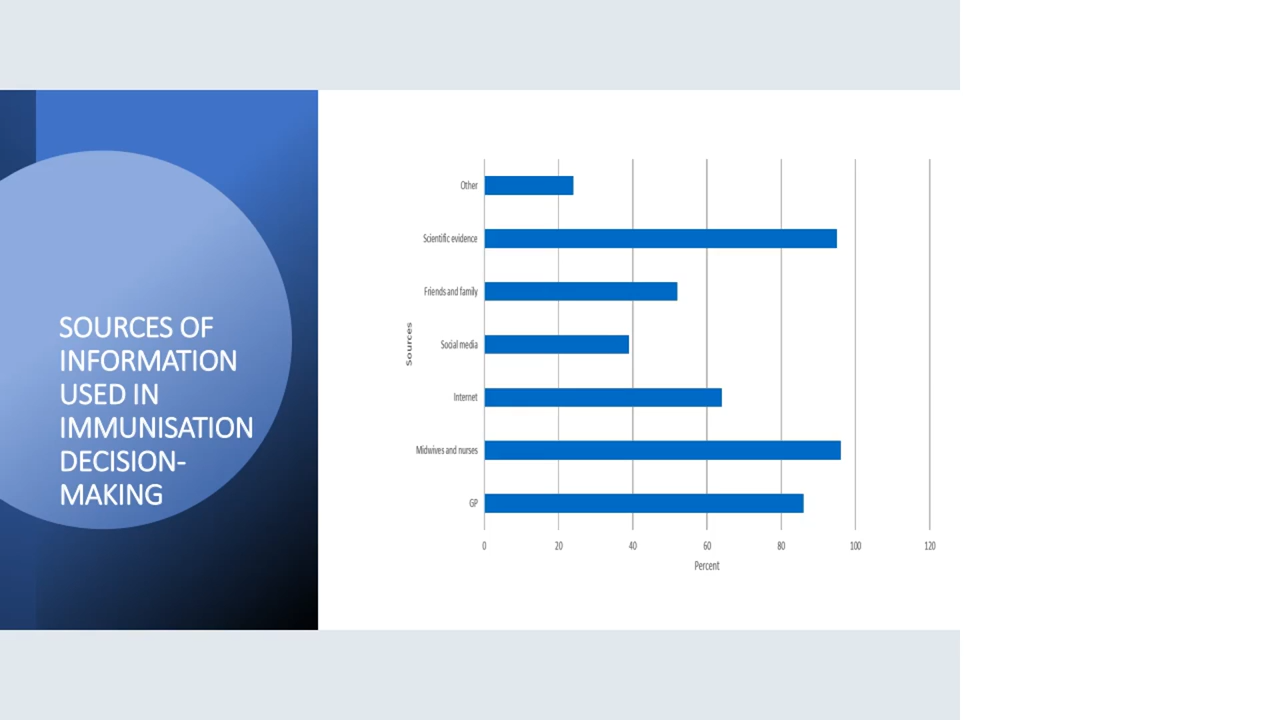 SOURCES OF
INFORMATION
USED IN
IMMUNISATION
DECISION-
MAKING
Sources
Other
Scientific evidence
Friends and family
Social media
Internet
Midwives and nurses
GP
0 20 40 60 80 100 120
Percent